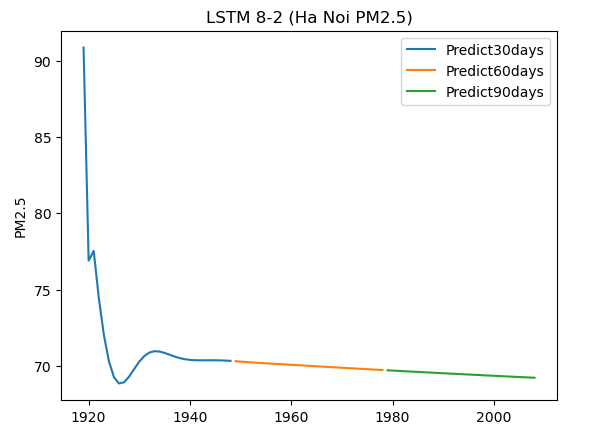 LSTM 8-2 (Ha Noi PM2.5)
Predict30days
Predict60days
Predict90days
PM2.5
90
85
80
75
70
1920 1940 1960 1980 2000